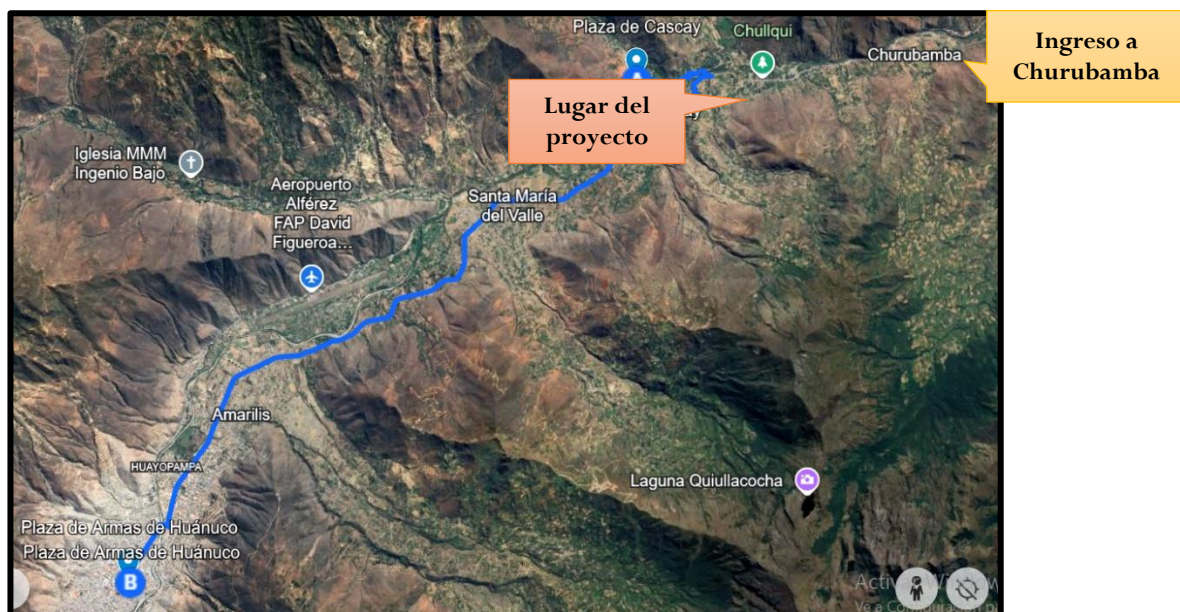 Plaza de Cascay
Chullqui
Churubamba
Ingreso a
Churubamba
A
Lugar del
proyecto
Iglesia MMM
Ingenio Bajo
Aeropuerto
Alférez
FAP David
Figueroa...
Santa María
del Valle
Amarilis
HUAYOPAMPA
Laguna Quiullacocha
Plaza de Armas de Huánuco
Plaza de Armas de Huánuco
B